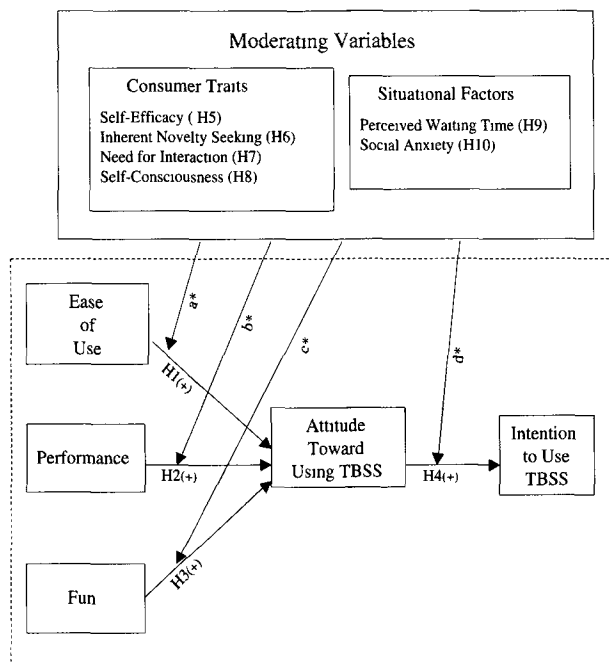 Moderating Variables
Consumer Traits
Self-Efficacy ( H5)
Inherent Novelty Seeking (H6)
Need for Interaction (H7)
Self-Consciousness (H8)
Situational Factors
Perceived Waiting Time (H9)
Social Anxiety (H10)
a*
b*
c*
d*
Ease
of
Use
H1(+)
Performance
H2(+)
Attitude
Toward
Using TBSS
H4(+)
Intention
to Use
TBSS
H3(+)
Fun